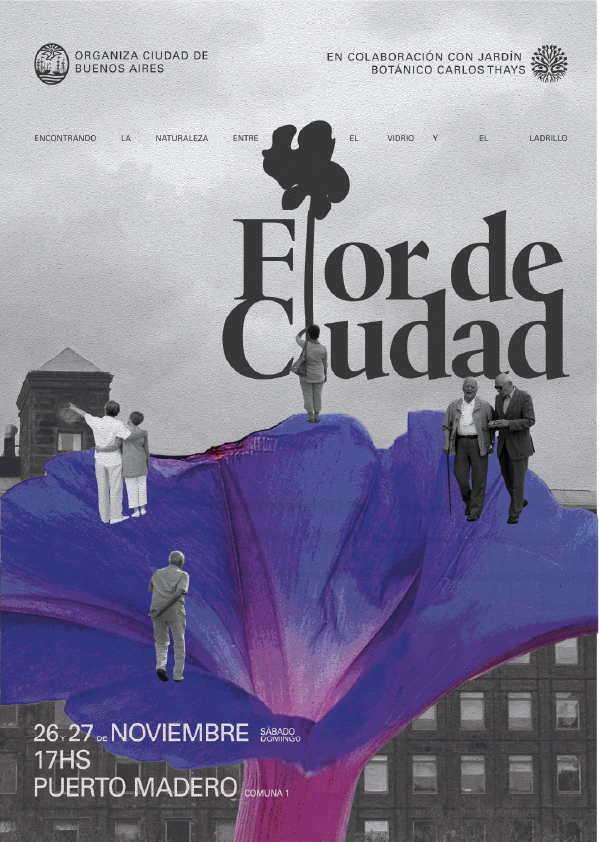 ORGANIZA CIUDAD DE
BUENOS AIRES
EN COLABORACIÓN CON JARDÍN
BOTÁNICO CARLOS THAYS
ENCONTRANDO LA NATURALEZA ENTRE EL VIDRIO Y EL LADRILLO
Flor de
Ciudad
26 Y 27 DE NOVIEMBRE SÁBADO
DOMINGO
17HS
PUERTO MADERO COMUNA 1